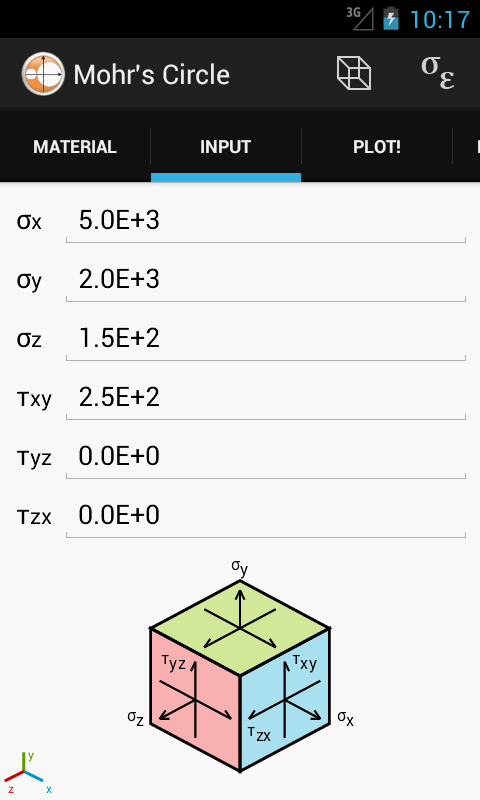 3G 10:17
Mohr's Circle σ ε
MATERIAL INPUT PLOT!
σx 5.0E+3
σy 2.0E+3
σz 1.5E+2
τxy 2.5E+2
τyz 0.0E+0
τzx 0.0E+0
σy
τyz τxy
σz τzx σx
y
z x